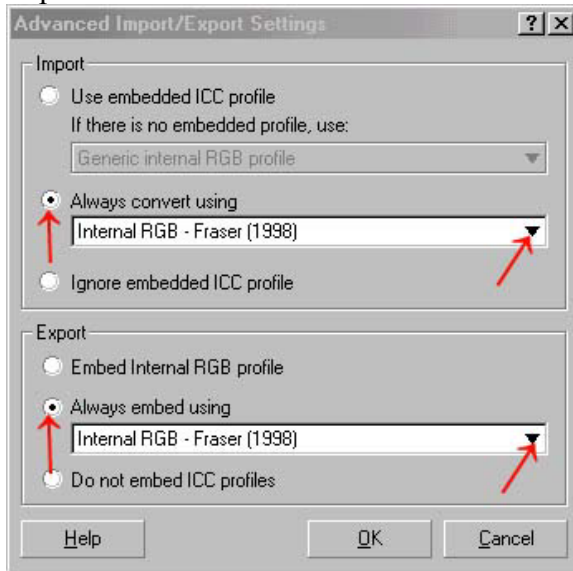 Advanced Import/Export Settings
Import
Use embedded ICC profile
If there is no embedded profile, use:
Generic internal RGB profile
Always convert using
Internal RGB - Fraser (1998)
Ignore embedded ICC profile
Export
Embed Internal RGB profile
Always embed using
Internal RGB - Fraser (1998)
Do not embed ICC profiles
Help OK Cancel